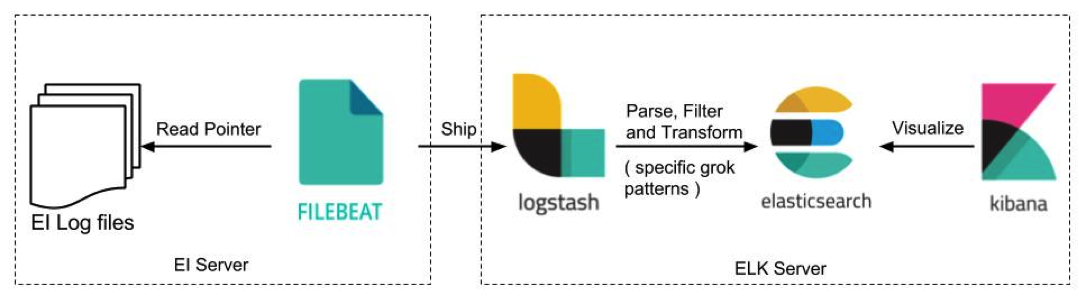 Read Pointer
EI Log files
FILEBEAT
EI Server
Ship
logstash
Parse, Filter
and Transform
( specific grok
patterns )
elasticsearch
Visualize
kibana
ELK Server